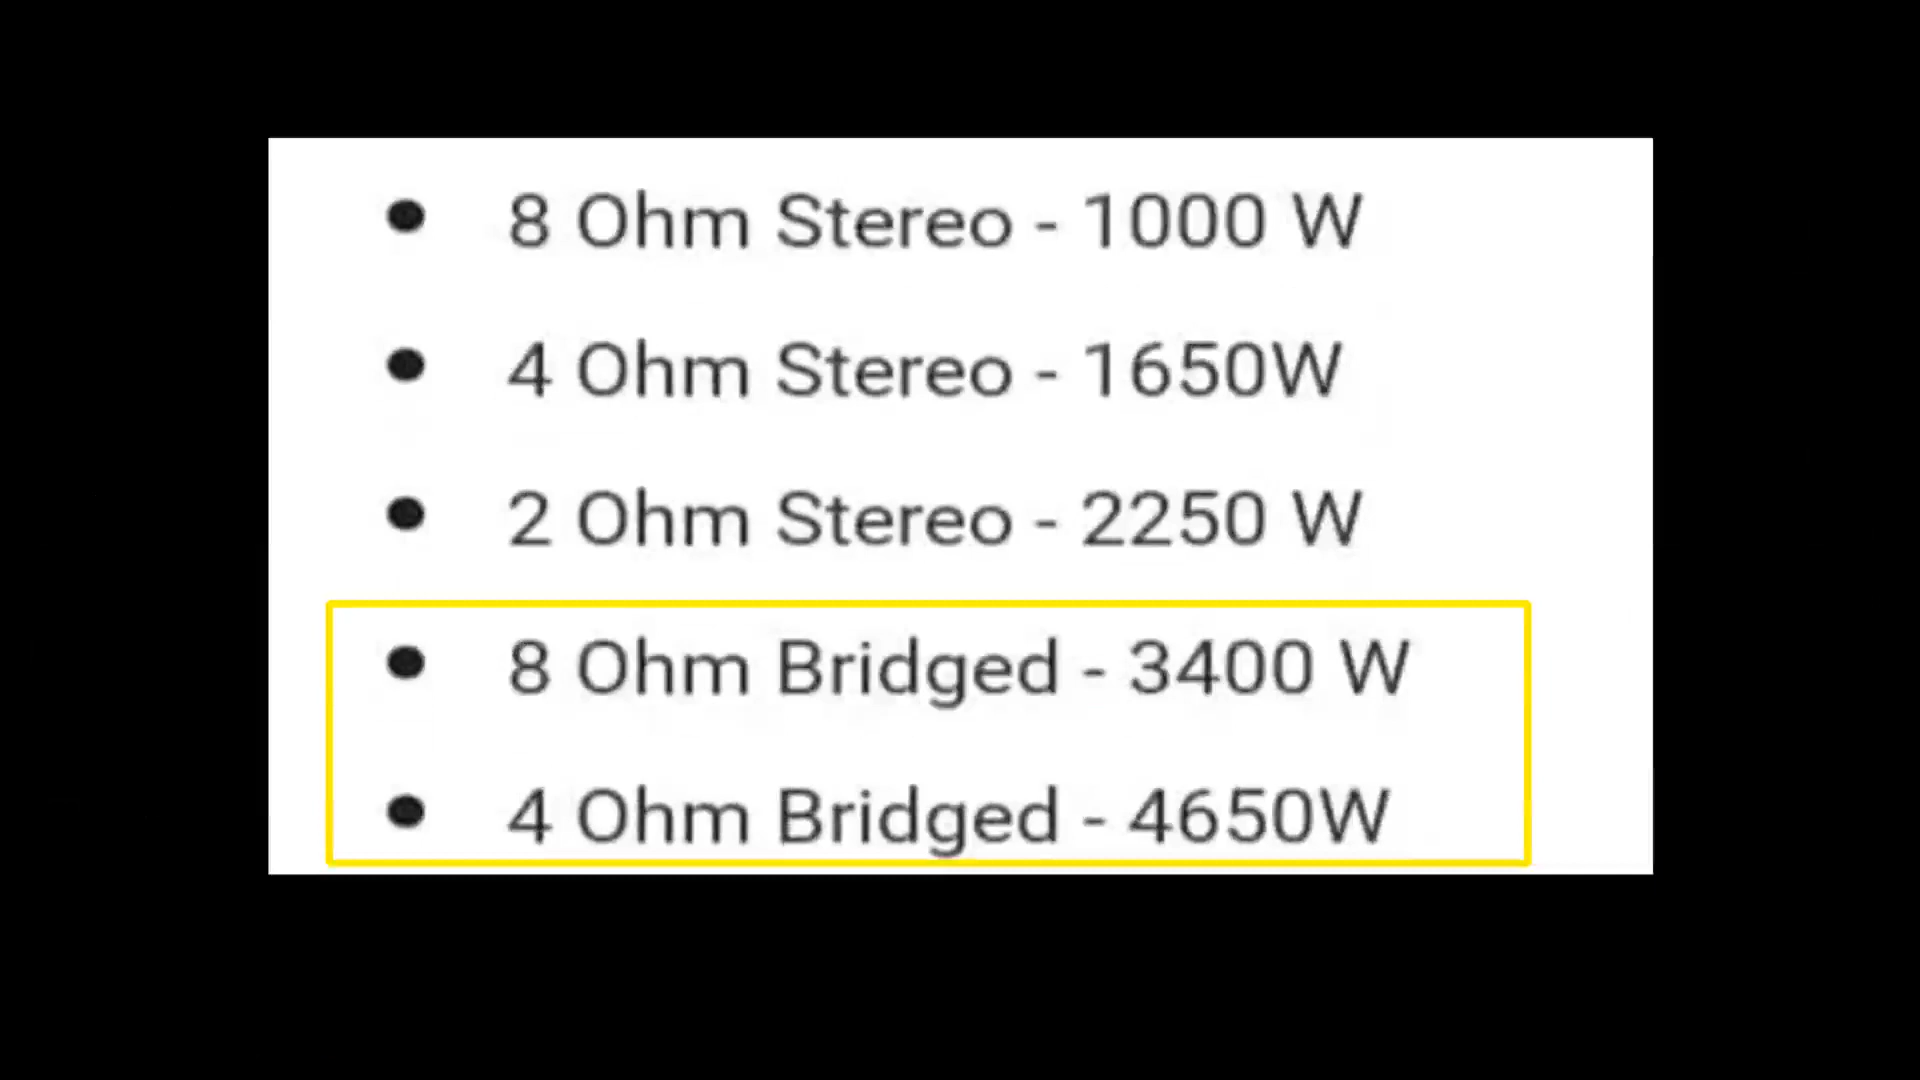 • 8 Ohm Stereo - 1000 W
• 4 Ohm Stereo - 1650W
• 2 Ohm Stereo - 2250 W
• 8 Ohm Bridged - 3400 W
• 4 Ohm Bridged - 4650W